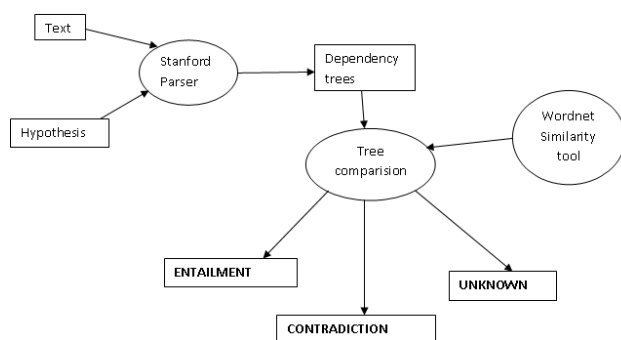 Text
Stanford
Parser
Dependency
trees
Hypothesis
Wordnet
Similarity
tool
Tree
comparision
ENTAILMENT
UNKNOWN
CONTRADICTION